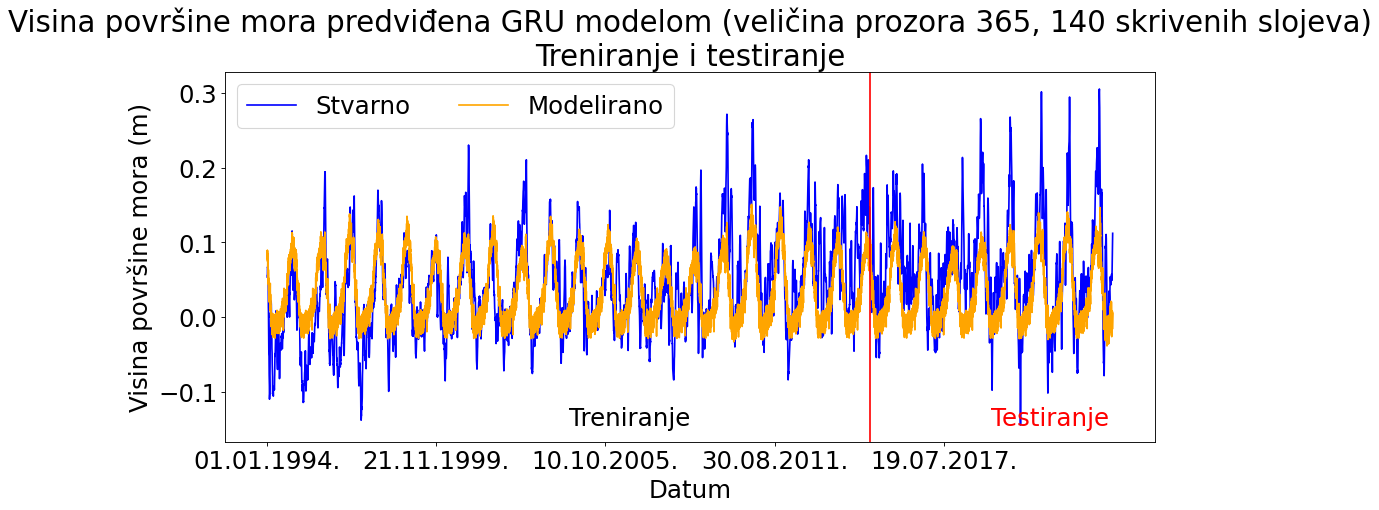 Visina površine mora predviđena GRU modelom (veličina prozora 365, 140 skrivenih slojeva)
Treniranje i testiranje
Stvarno Modelirano
Visina površine mora (m)
0.3
0.2
0.1
0.0
−0.1
Treniranje Testiranje
01.01.1994. 21.11.1999. 10.10.2005. 30.08.2011. 19.07.2017.
Datum